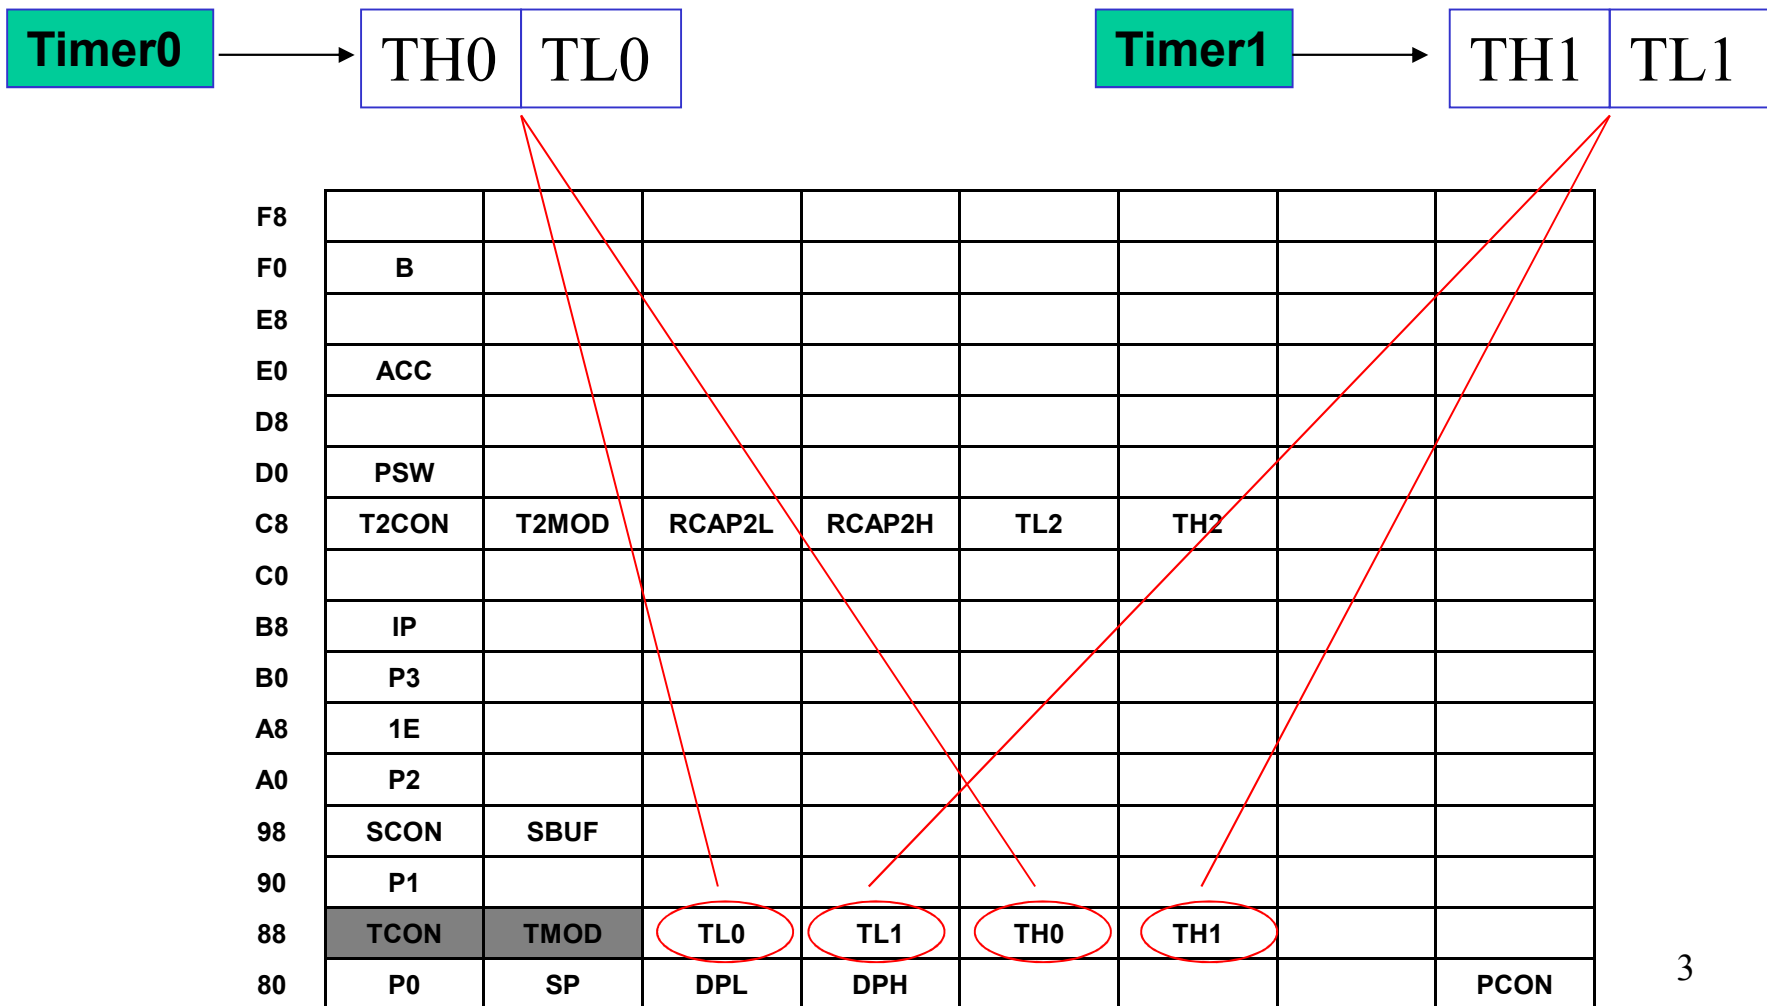 Timer0 TH0 TL0 Timer1 TH1 TL1
F8
F0 B
E8
E0 ACC
D8
D0 PSW
C8 T2CON T2MOD RCAP2L RCAP2H TL2 TH2
C0
B8 IP
B0 P3
A8 1E
A0 P2
98 SCON SBUF
90 P1
88 TCON TMOD TL0 TL1 TH0 TH1
80 P0 SP DPL DPH PCON
3